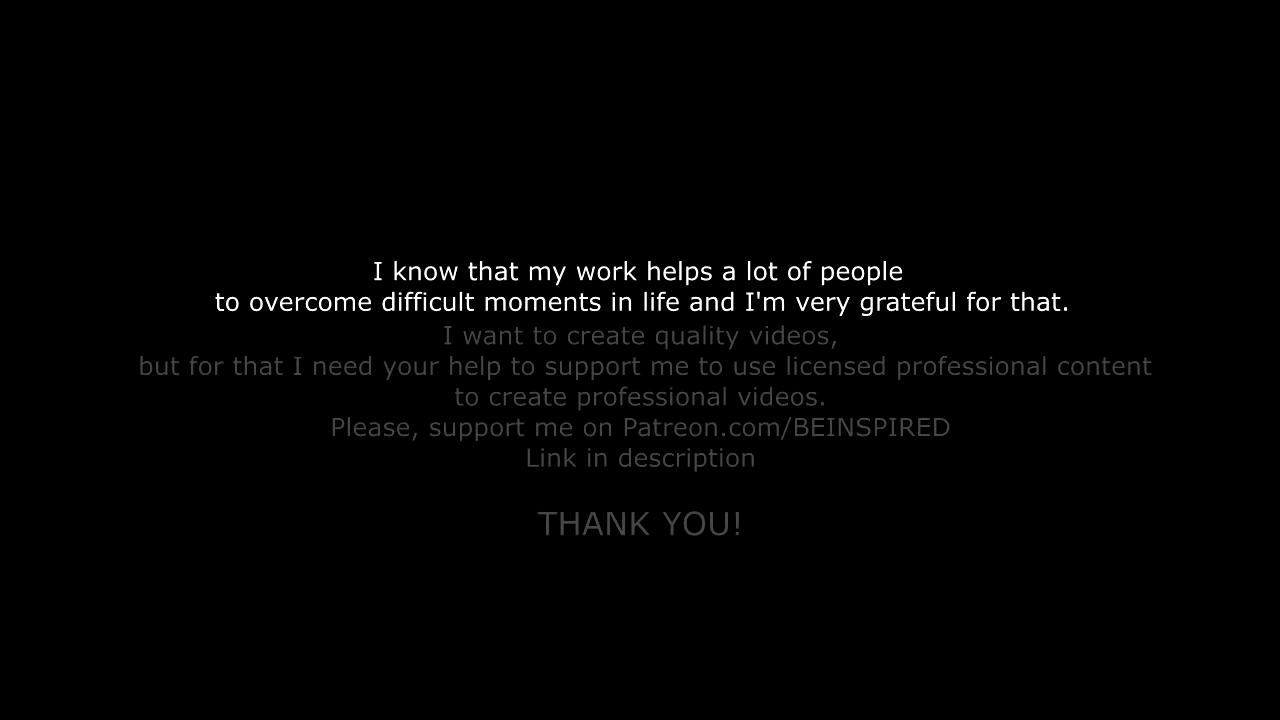 I know that my work helps a lot of people
to overcome difficult moments in life and I'm very grateful for that.
I want to create quality videos,
but for that I need your help to support me to use licensed professional content
to create professional videos.
Please, support me on Patreon.com/BEINSPIRED
Link in description
THANK YOU!